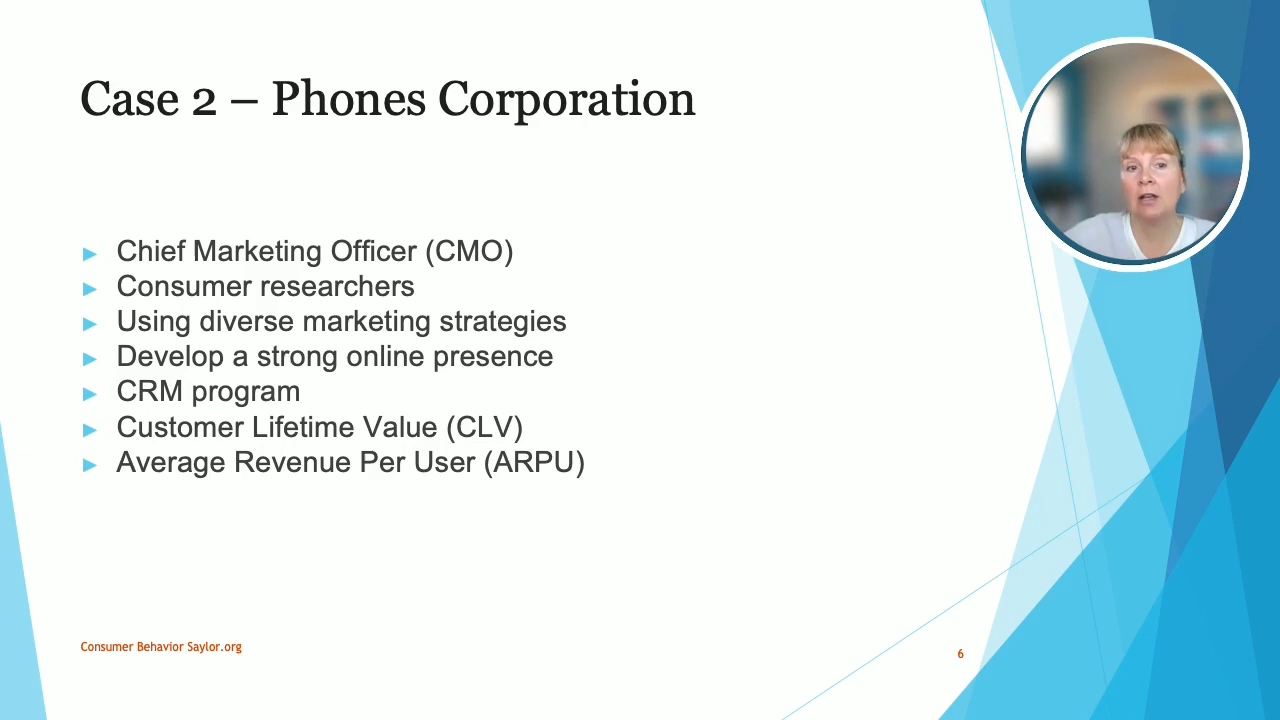 Case 2 – Phones Corporation
Chief Marketing Officer (CMO)
Consumer researchers
Using diverse marketing strategies
Develop a strong online presence
CRM program
Customer Lifetime Value (CLV)
Average Revenue Per User (ARPU)
Consumer Behavior Saylor.org
6